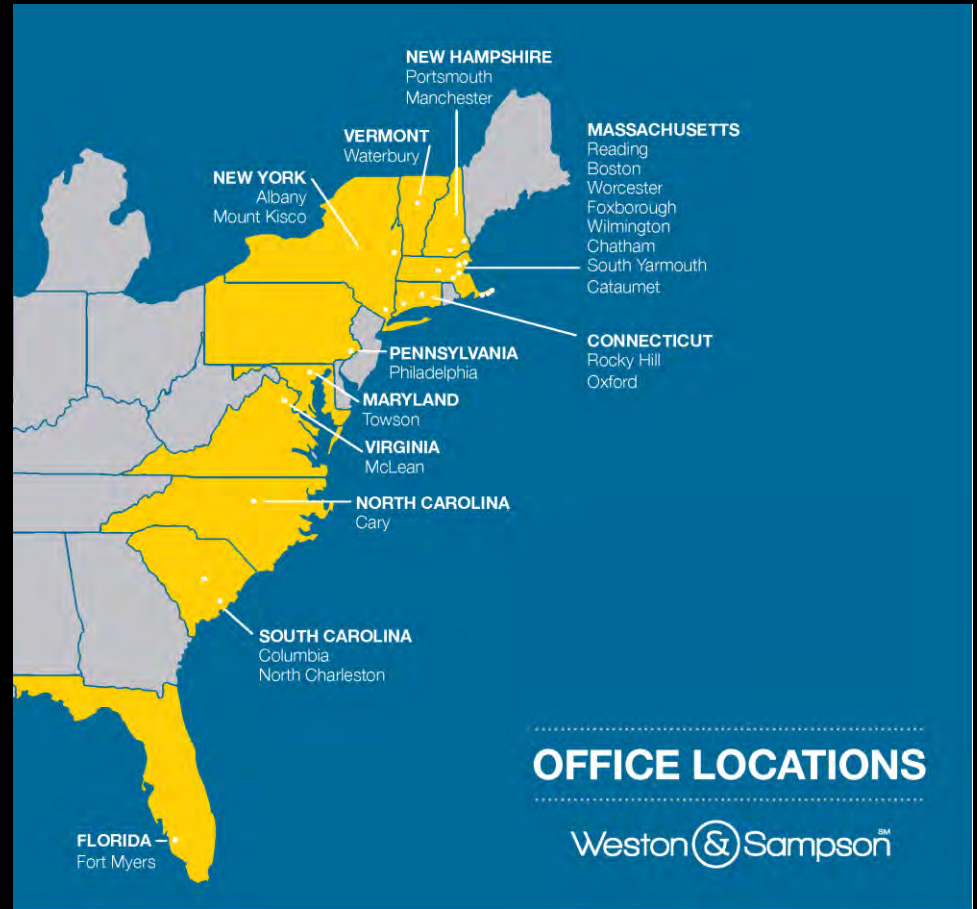 NEW HAMPSHIRE
Portsmouth
Manchester
VERMONT
Waterbury
NEW YORK
Albany
Mount Kisco
MASSACHUSETTS
Reading
Boston
Worcester
Foxborough
Wilmington
Chatham
South Yarmouth
Cataumet
CONNECTICUT
Rocky Hill
Oxford
PENNSYLVANIA
Philadelphia
MARYLAND
Towson
VIRGINIA
McLean
NORTH CAROLINA
Cary
SOUTH CAROLINA
Columbia
North Charleston
FLORIDA
Fort Myers
OFFICE LOCATIONS
Weston & Sampson℠